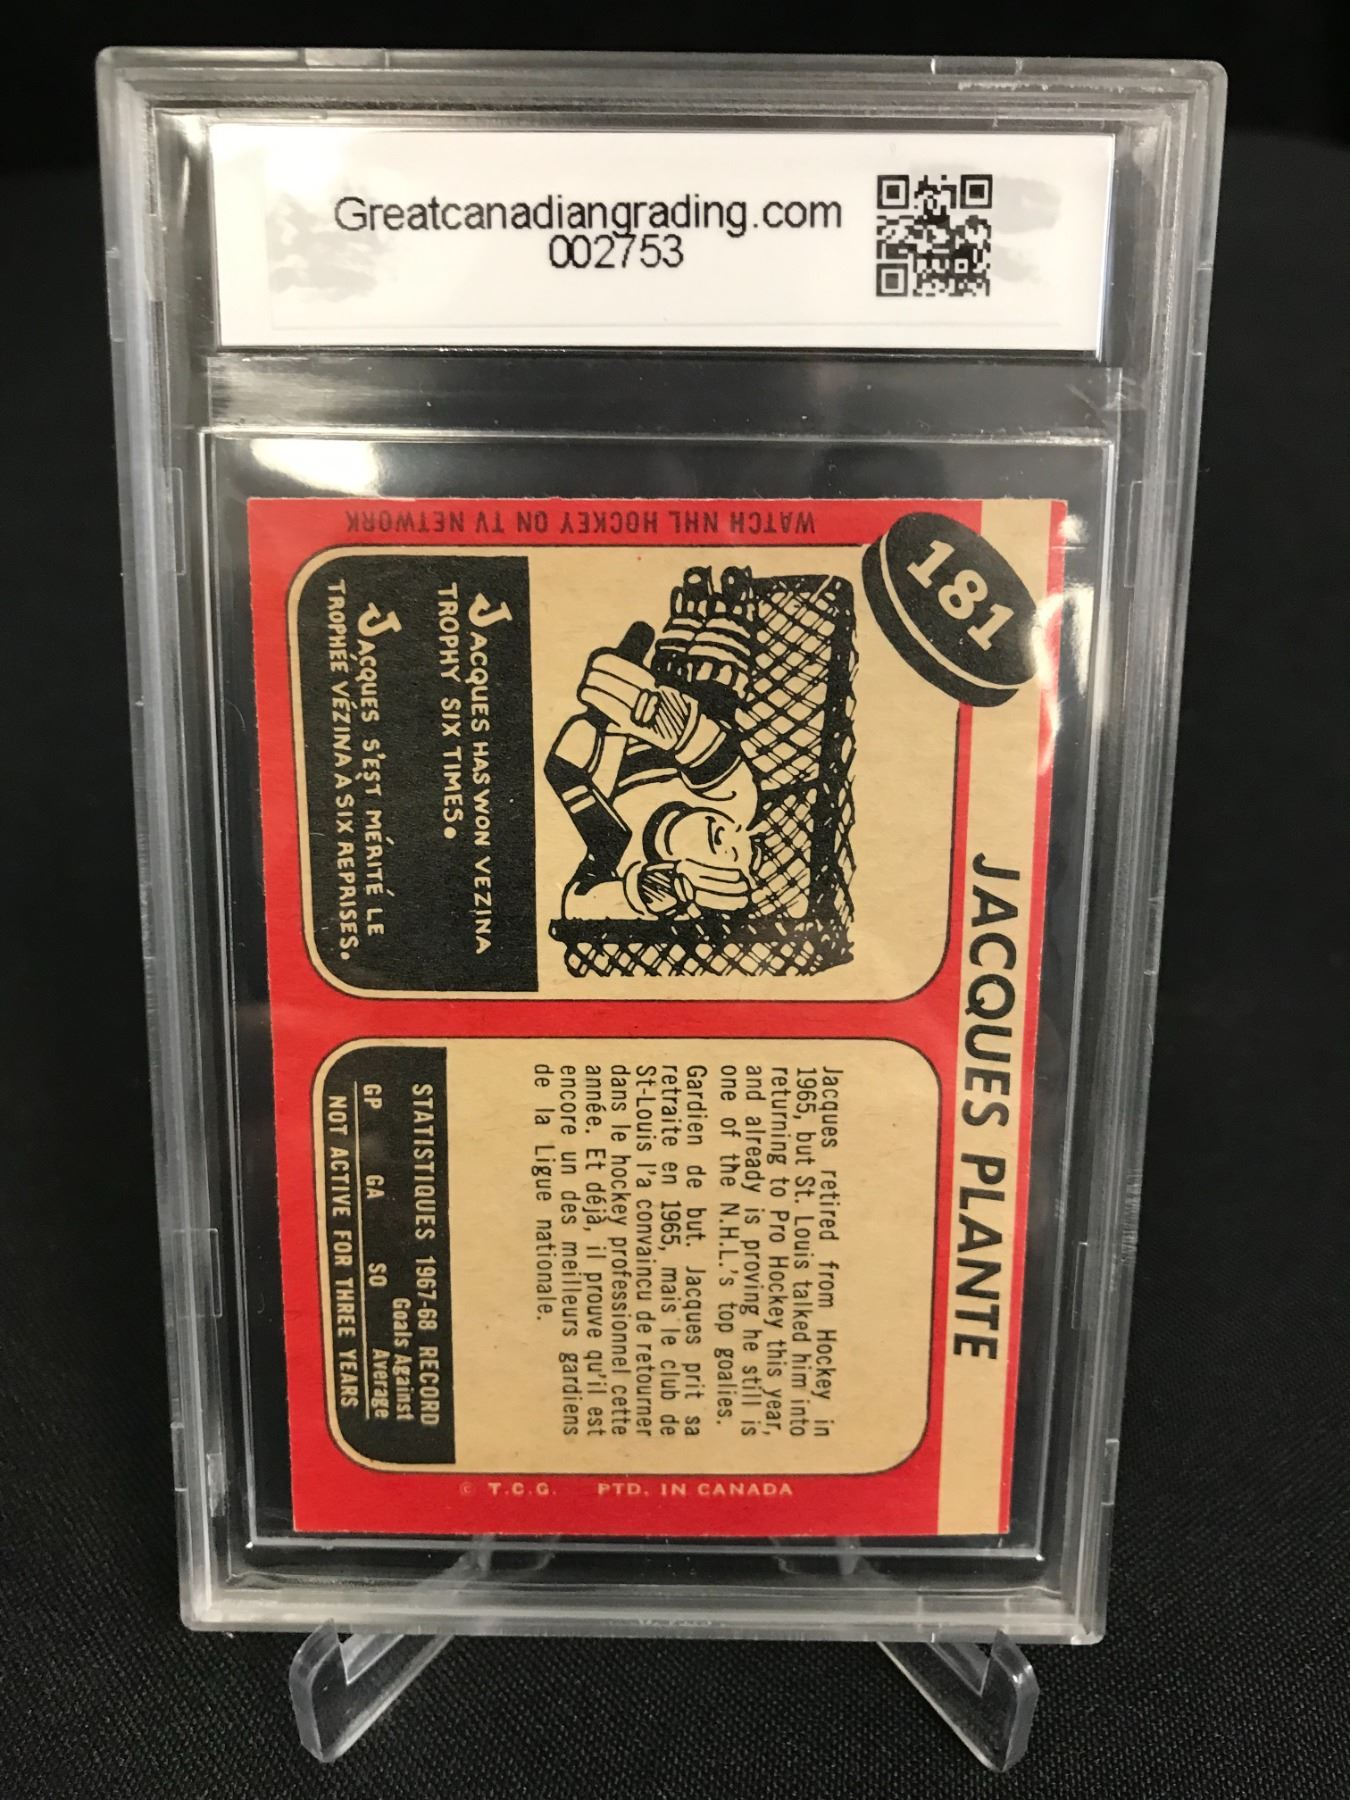 Greatcanadiangrading.com
002753
WATCH NHL HOCKEY ON TV NETWORK
181
JACQUES PLANTE
JACQUES HAS WON VEZINA
TROPHY SIX TIMES.
JACQUES S'EST MÉRITÉ LE
TROPHÉE VÉZINA A SIX REPRISES.
Jacques retired from Hockey in
1965, but St. Louis talked him into
returning to Pro Hockey this year,
and already is proving he still is
one of the N.H.L.'s top goalies.
Gardien de but. Jacques prit sa
retraite en 1965, mais le club de
St-Louis l'a convaincu de retourner
dans le hockey professionnel cette
année. Et déjà, il prouve qu'il est
encore un des meilleurs gardiens
de la Ligue nationale.
STATISTIQUES 1967-68 RECORD
Goals Against
GP GA SO Average
NOT ACTIVE FOR THREE YEARS
© T.C.G. PTD. IN CANADA